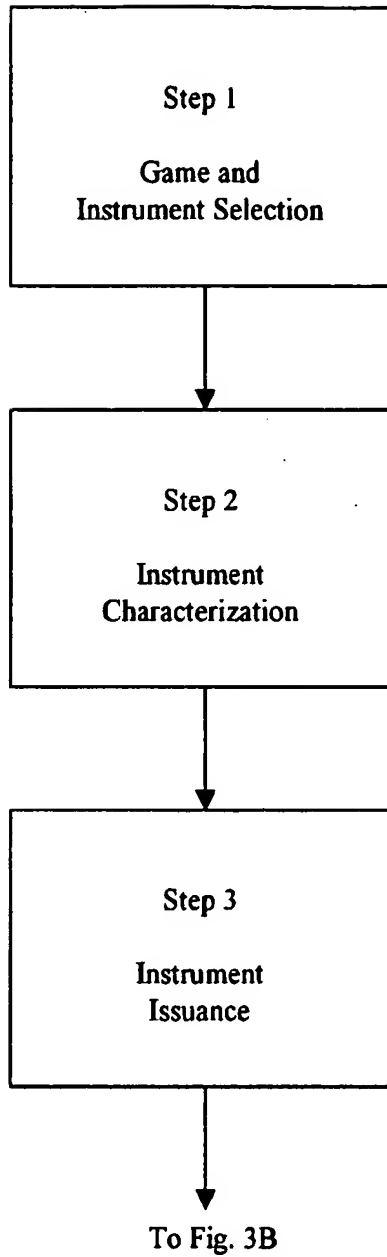 Step 1
Game and
Instrument Selection
Step 2
Instrument
Characterization
Step 3
Instrument
Issuance
To Fig. 3B